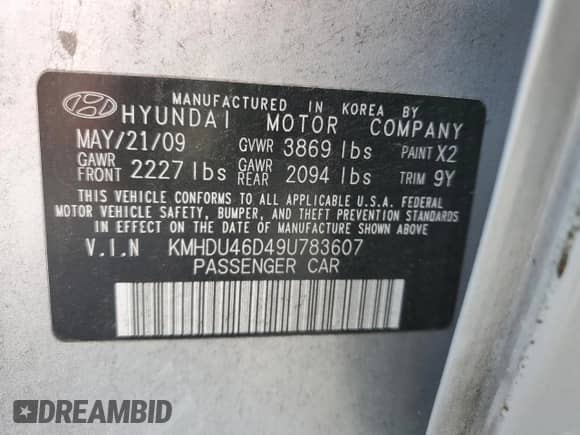 MANUFACTURED IN KOREA BY
HYUNDAI MOTOR COMPANY
MAY/21/09 GVWR 3869 lbs PAINT X2
GAWR FRONT 2227 lbs GAWR REAR 2094 lbs TRIM 9Y
THIS VEHICLE CONFORMS TO ALL APPLICABLE U.S.A. FEDERAL
MOTOR VEHICLE SAFETY, BUMPER, AND THEFT PREVENTION STANDARDS
IN EFFECT ON THE DATE OF MANUFACTURE SHOWN ABOVE.
V.I.N KMHDU46D49U783607
PASSENGER CAR
#DREAMBID